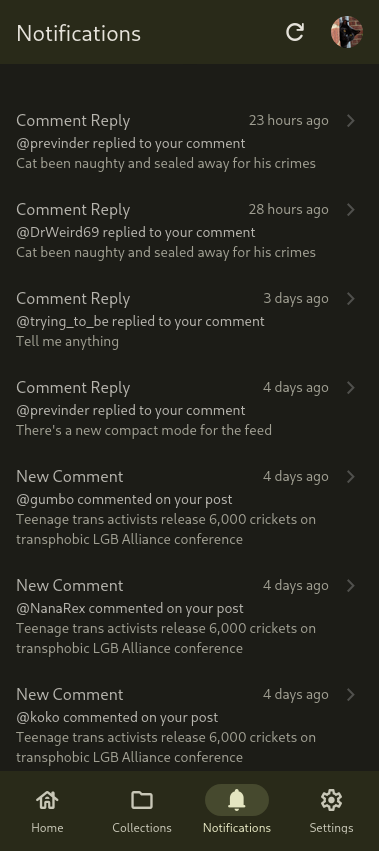 Notifications
Comment Reply 23 hours ago
@previnder replied to your comment
Cat been naughty and sealed away for his crimes
Comment Reply 28 hours ago
@DrWeird69 replied to your comment
Cat been naughty and sealed away for his crimes
Comment Reply 3 days ago
@trying_to_be replied to your comment
Tell me anything
Comment Reply 4 days ago
@previnder replied to your comment
There's a new compact mode for the feed
New Comment 4 days ago
@gumbo commented on your post
Teenage trans activists release 6,000 crickets on
transphobic LGB Alliance conference
New Comment 4 days ago
@NanaRex commented on your post
Teenage trans activists release 6,000 crickets on
transphobic LGB Alliance conference
New Comment 4 days ago
@koko commented on your post
Teenage trans activists release 6,000 crickets on
transphobic LGB Alliance conference
Home Collections Notifications Settings